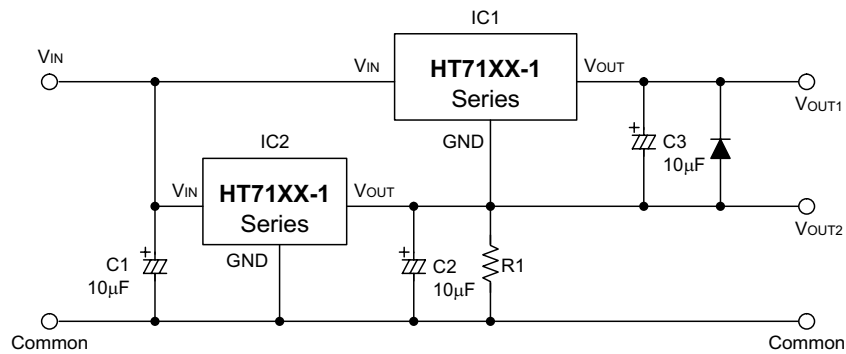 IC1
VIN
VIN
HT71XX-1
Series
VOUT
VOUT1
GND
C3
10μF
IC2
VIN
HT71XX-1
Series
VOUT
VOUT2
GND
C1
10μF
C2
10μF
R1
Common
Common